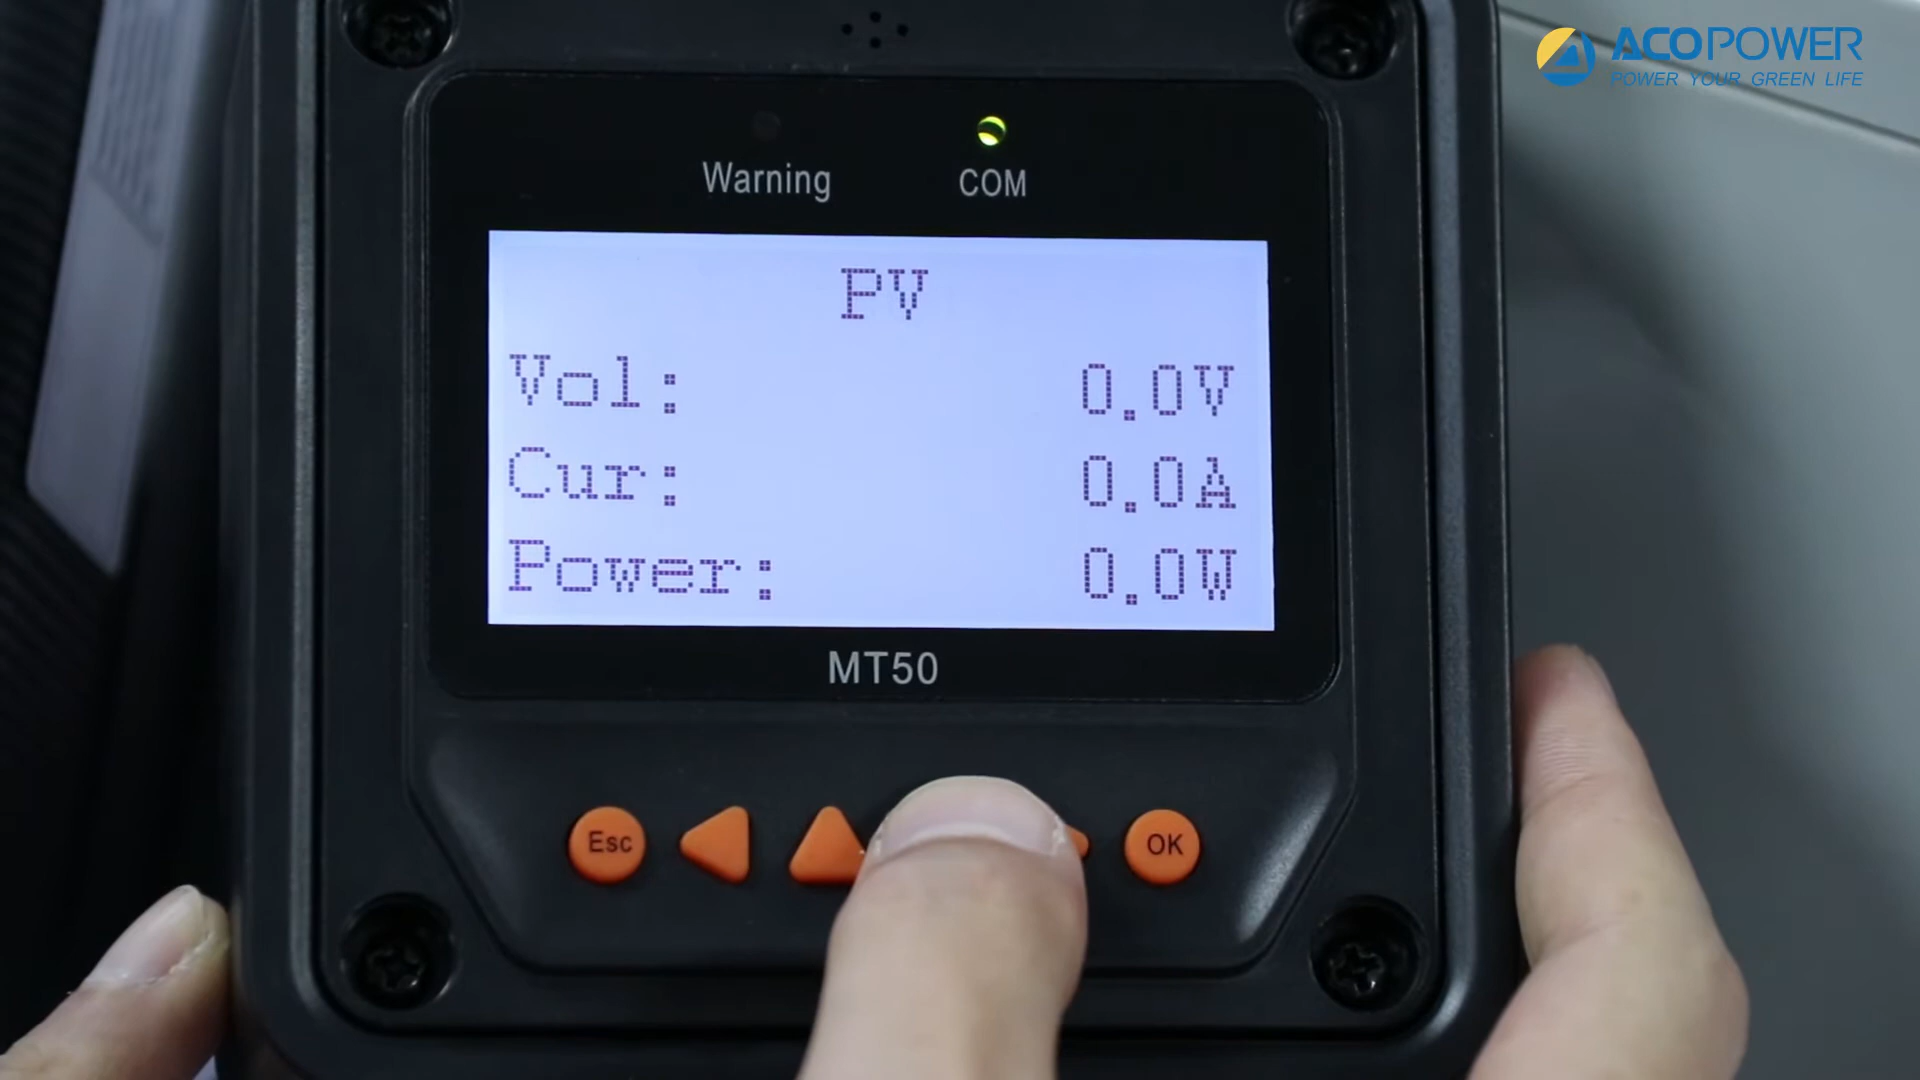 ACOPOWER
POWER YOUR GREEN LIFE
Warning
COM
PV
Vol: 0.0V
Cur: 0.0A
Power: 0.0W
MT50
Esc
OK